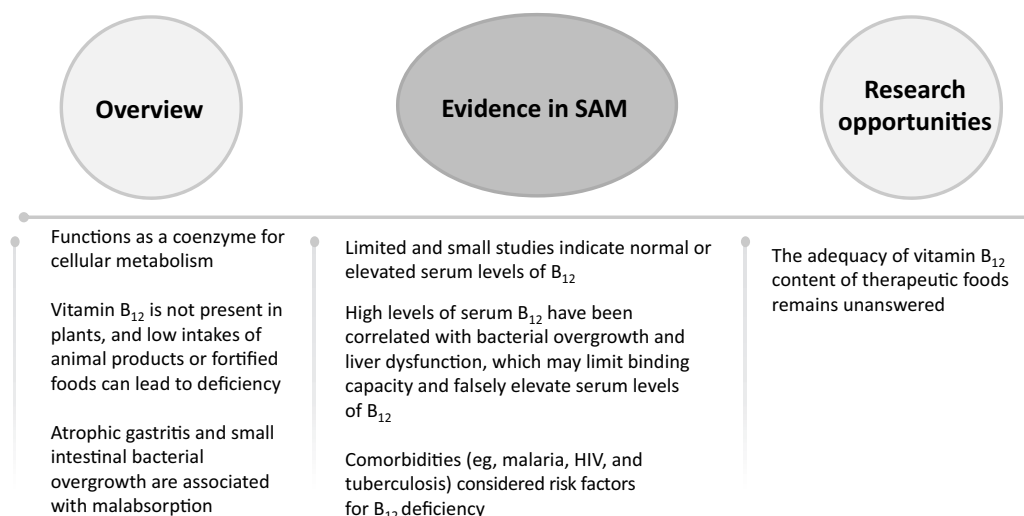 Overview
Functions as a coenzyme for
cellular metabolism
Vitamin B₁₂ is not present in
plants, and low intakes of
animal products or fortified
foods can lead to deficiency
Atrophic gastritis and small
intestinal bacterial
overgrowth are associated
with malabsorption
Evidence in SAM
Limited and small studies indicate normal or
elevated serum levels of B₁₂
High levels of serum B₁₂ have been
correlated with bacterial overgrowth and
liver dysfunction, which may limit binding
capacity and falsely elevate serum levels
of B₁₂
Comorbidities (eg, malaria, HIV, and
tuberculosis) considered risk factors
for B₁₂ deficiency
Research
opportunities
The adequacy of vitamin B₁₂
content of therapeutic foods
remains unanswered